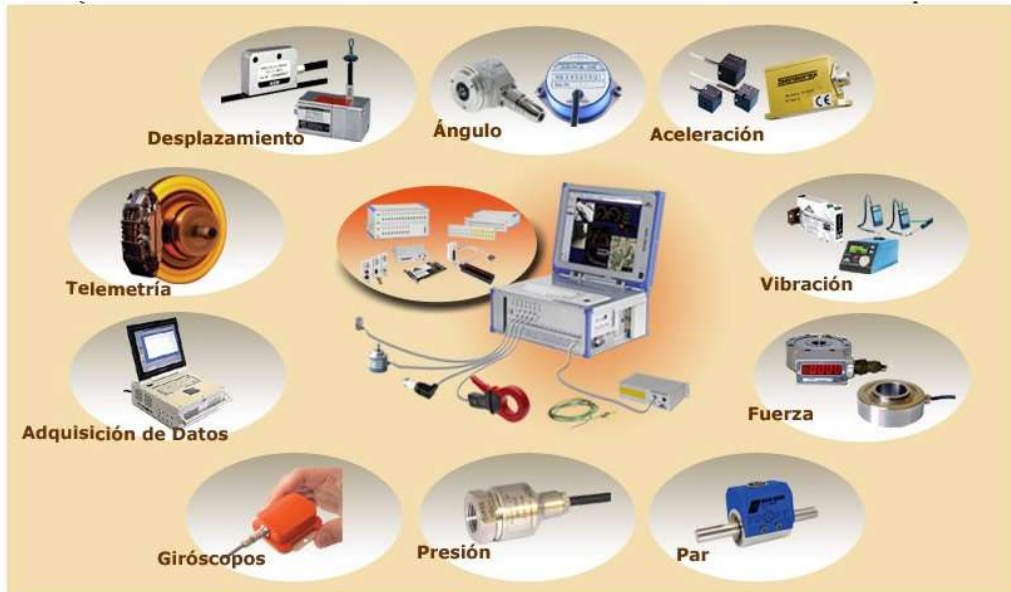 Desplazamiento
Ángulo
Aceleración
Telemetría
Vibración
Adquisición de Datos
Fuerza
Giróscopos
Presión
Par